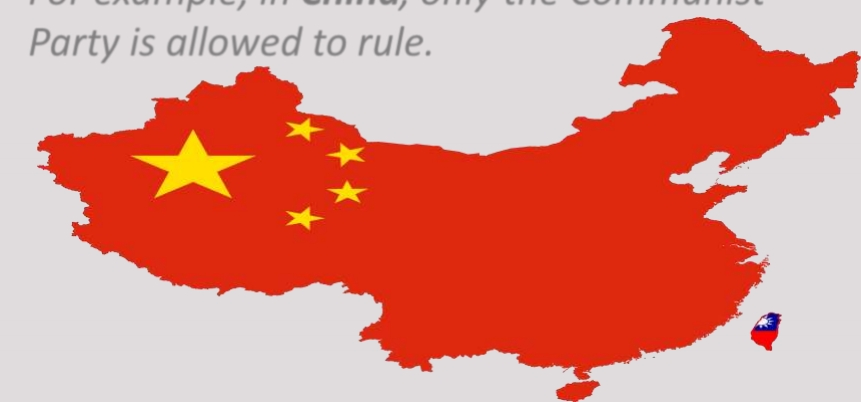 For example, in China, only the Communist
Party is allowed to rule.